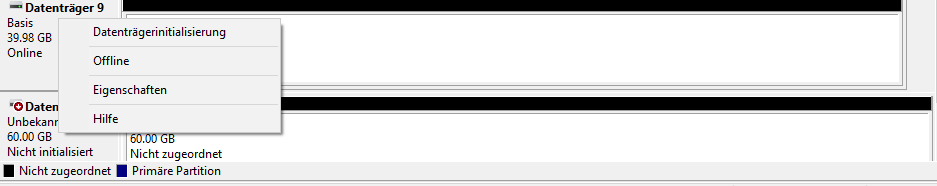 Datenträger 9
Basis
39.98 GB
Online
Datenträgerinitialisierung
Offline
Eigenschaften
Hilfe
Daten
Unbekann
60.00 GB
Nicht initialisiert
60.00 GB
Nicht zugeordnet
Nicht zugeordnet
Primäre Partition